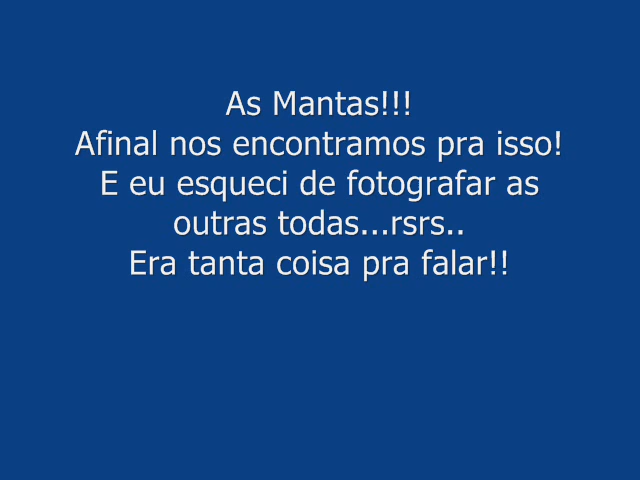 As Mantas!!!
Afinal nos encontramos pra isso!
E eu esqueci de fotografar as
outras todas...rsrs..
Era tanta coisa pra falar!!